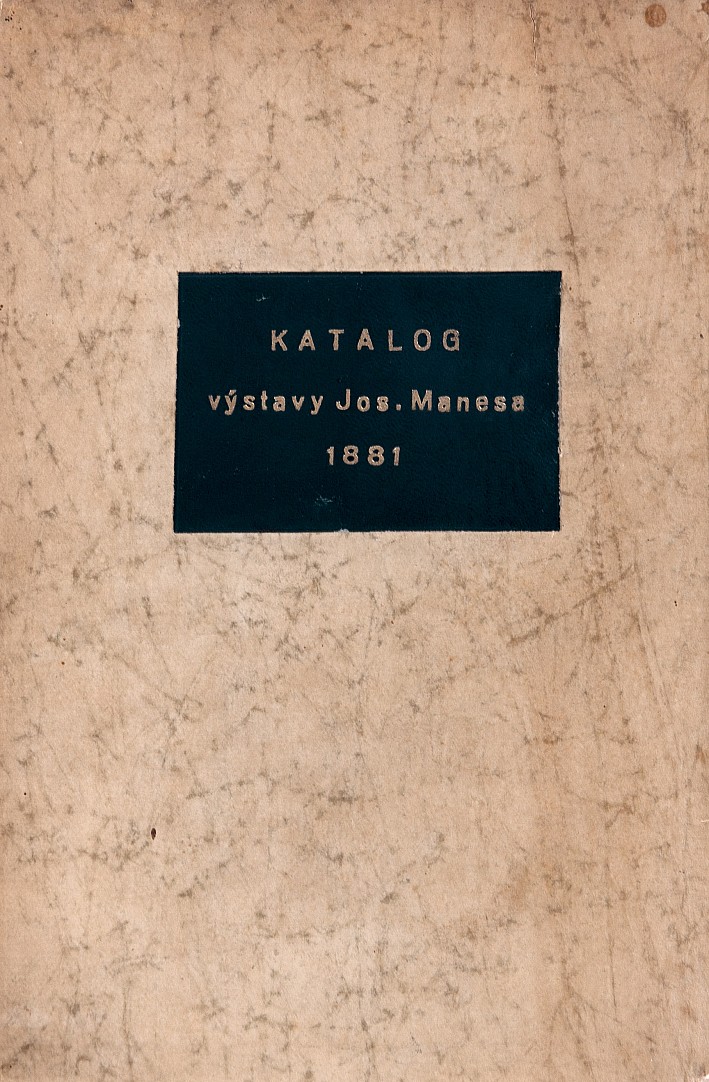 KATALOG
výstavy Jos. Manesa
1881